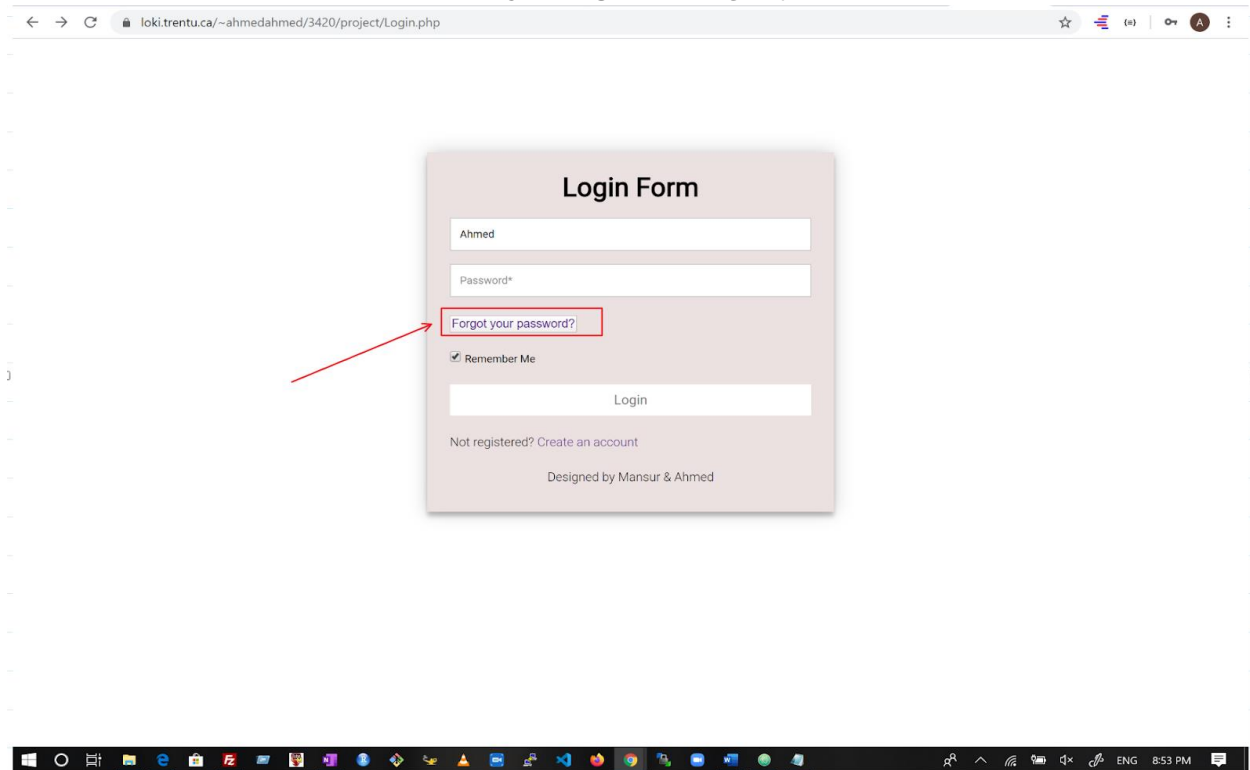 loki.trentu.ca/~ahmedahmed/3420/project/Login.php
A
Login Form
Ahmed
Password*
Forgot your password?
Remember Me
Login
Not registered? Create an account
Designed by Mansur & Ahmed
ENG 8:53 PM